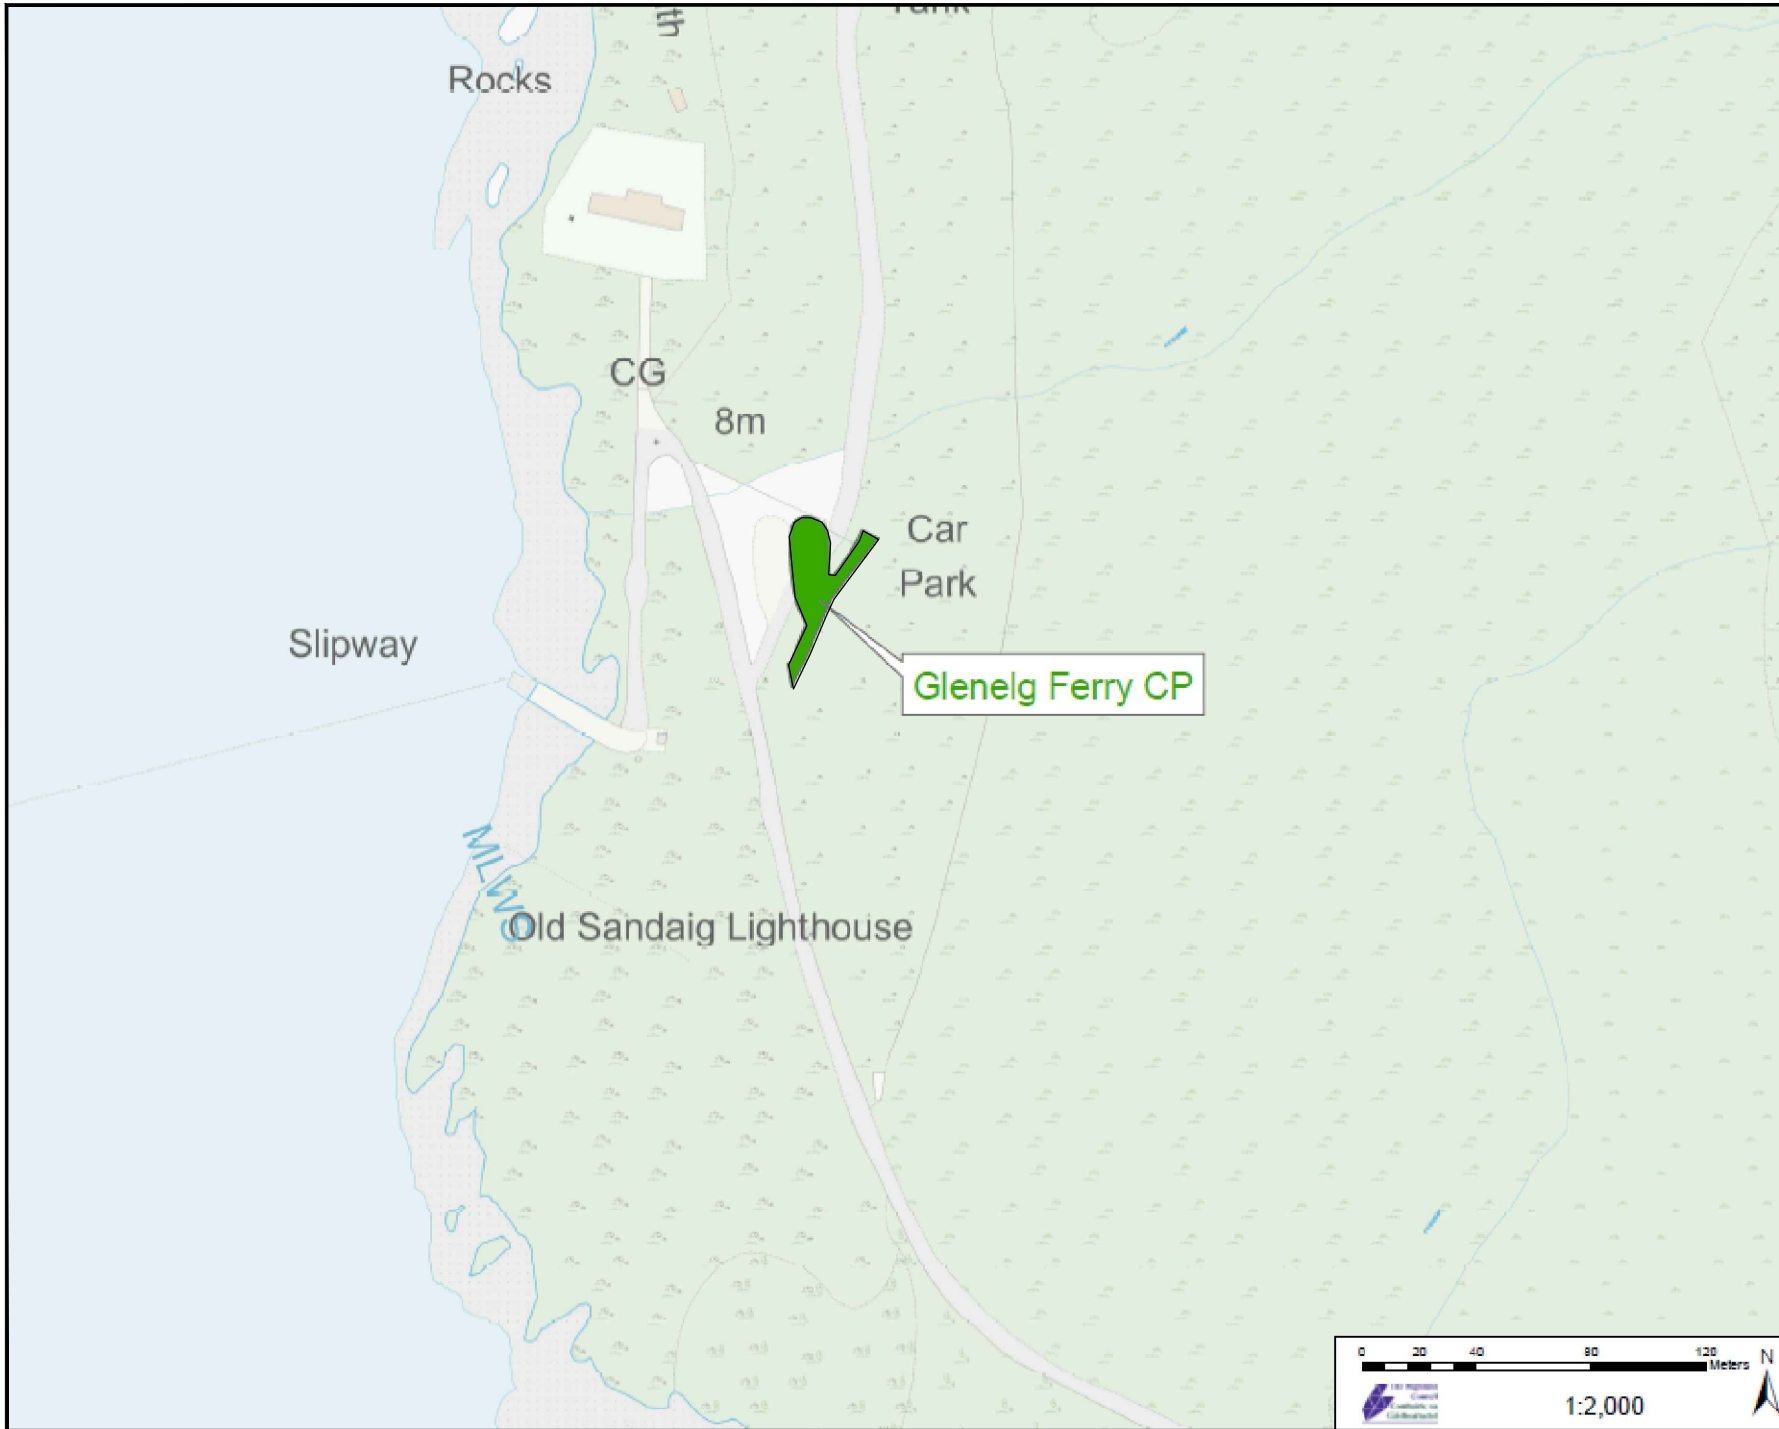 Rocks
CG
8m
Car
Park
Slipway
Glenelg Ferry CP
MLWS
Old Sandaig Lighthouse
0 20 40 80 120
Meters
N
1:2,000